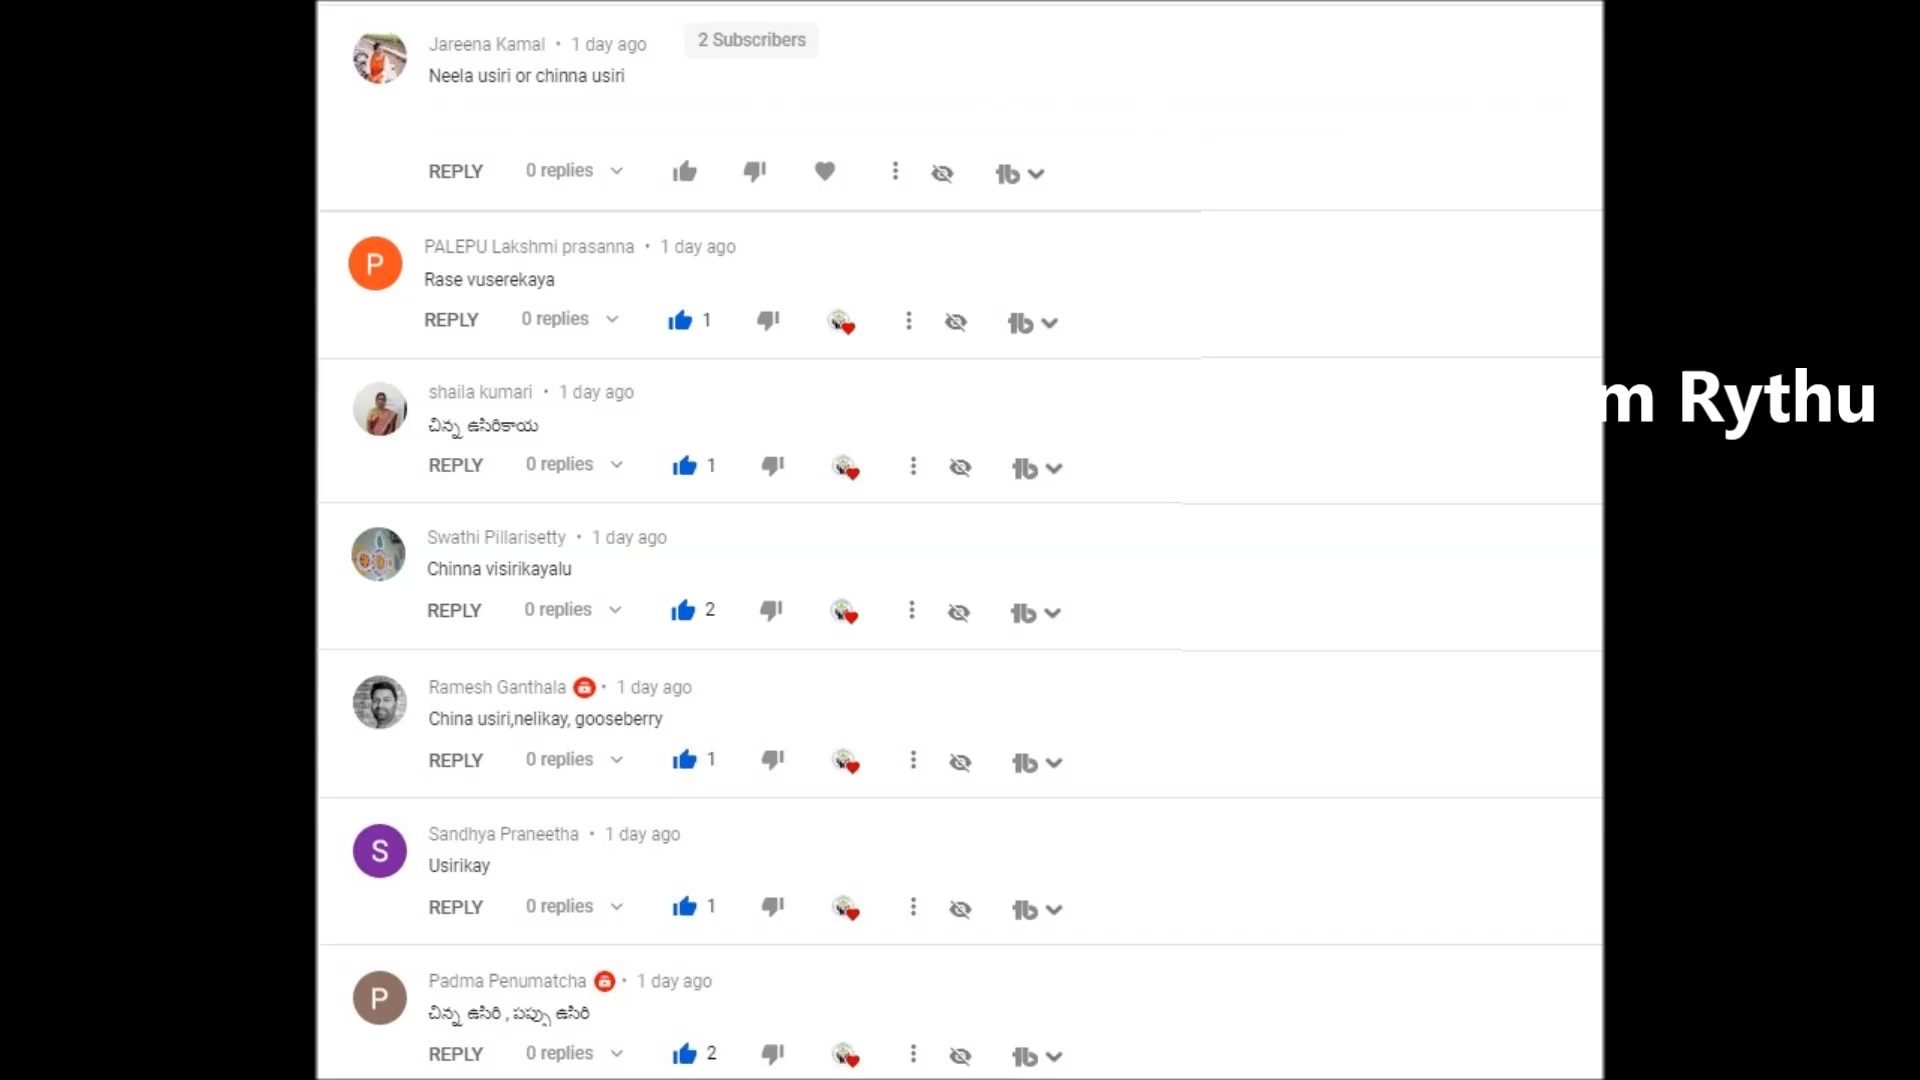 Jareena Kamal • 1 day ago 2 Subscribers
Neela usiri or chinna usiri
REPLY 0 replies
P PALEPU Lakshmi prasanna • 1 day ago
Rase vuserekaya
REPLY 0 replies 1
shaila kumari • 1 day ago
m Rythu
చిన్న ఉసిరికాయ
REPLY 0 replies 1
Swathi Pillarisetty • 1 day ago
Chinna visirikayalu
REPLY 0 replies 2
Ramesh Ganthala • 1 day ago
China usiri,nelikay, gooseberry
REPLY 0 replies 1
S Sandhya Praneetha • 1 day ago
Usirikay
REPLY 0 replies 1
P Padma Penumatcha • 1 day ago
చిన్న ఉసిరి , పప్పు ఉసిరి
REPLY 0 replies 2